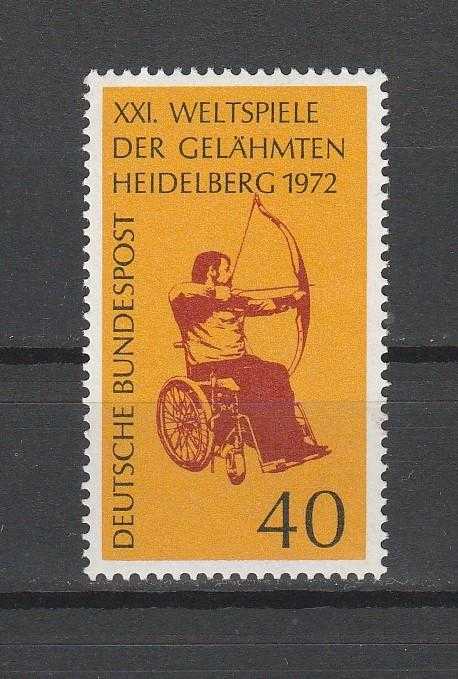 XXI. WELTSPIELE
DER GELÄHMTEN
HEIDELBERG 1972
DEUTSCHE BUNDESPOST
40